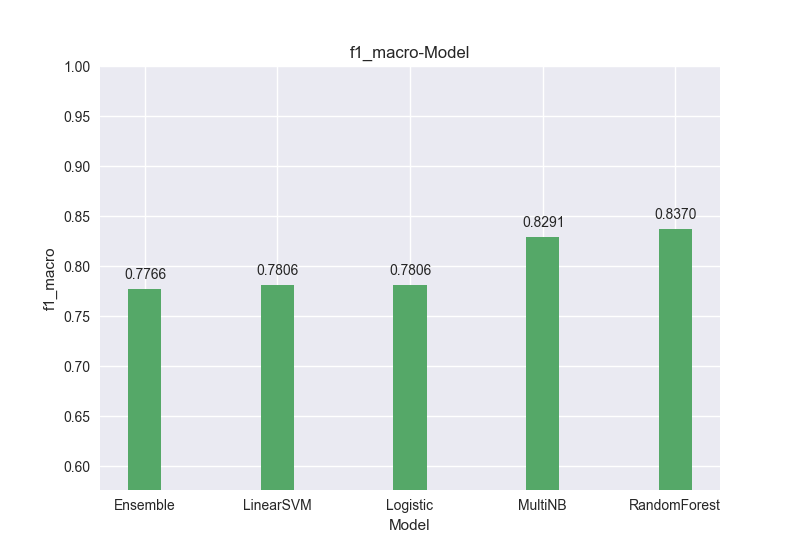 f1_macro-Model
1.00
0.95
0.90
0.85
0.80
0.75
0.70
0.65
0.60
f1_macro
0.7766
0.7806
0.7806
0.8291
0.8370
Ensemble
LinearSVM
Logistic
MultiNB
RandomForest
Model